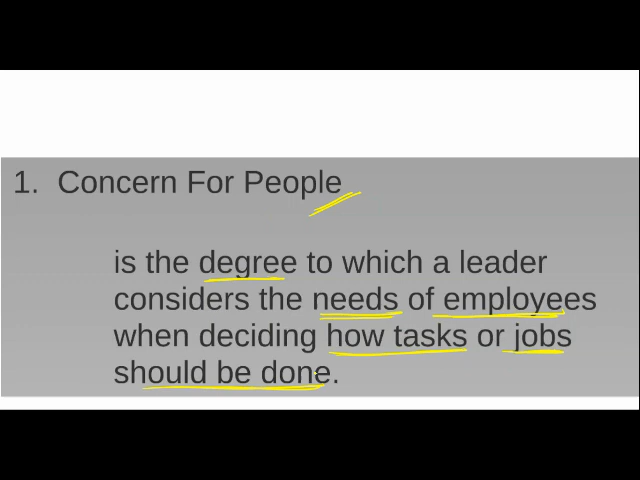 1. Concern For People
is the degree to which a leader
considers the needs of employees
when deciding how tasks or jobs
should be done.